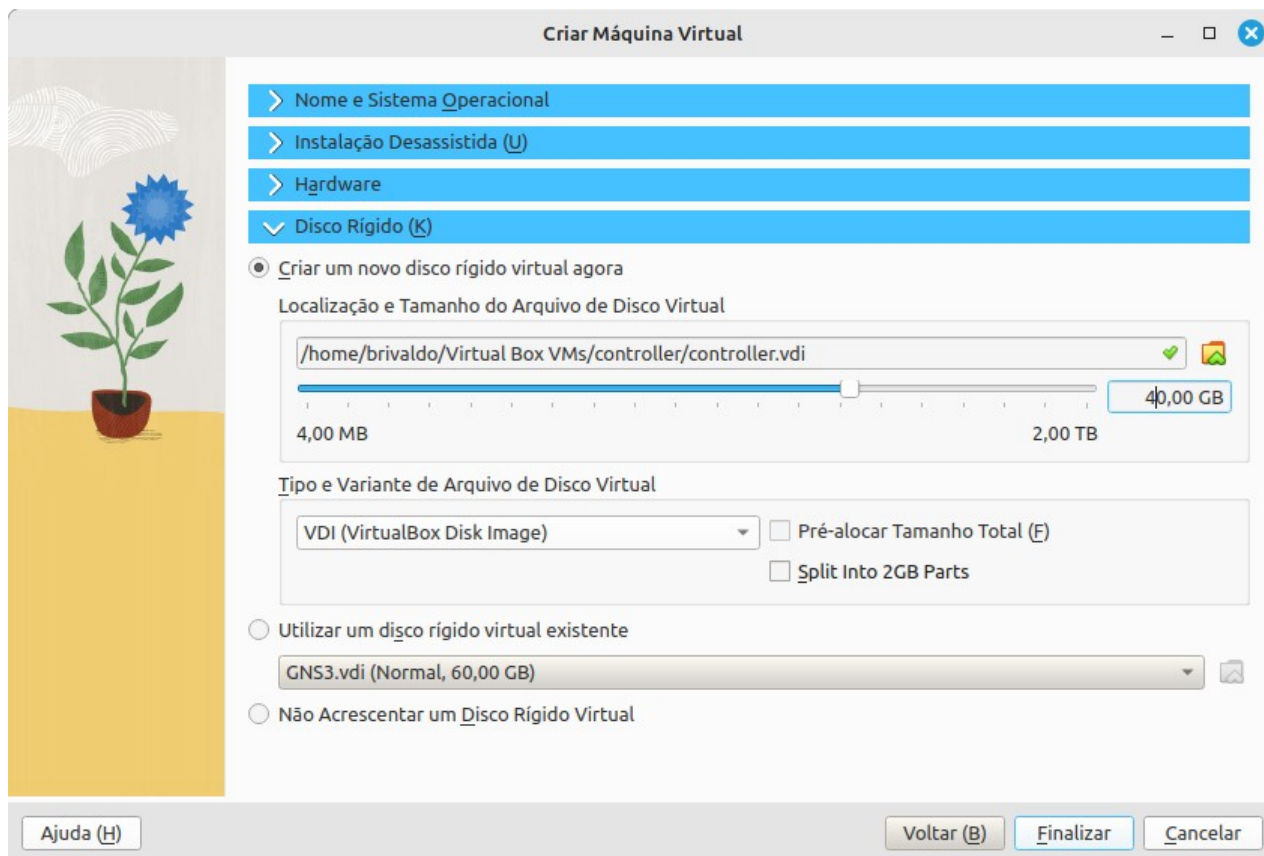 Criar Máquina Virtual
Nome e Sistema Operacional
Instalação Desassistida (U)
Hardware
Disco Rígido (K)
Criar um novo disco rígido virtual agora
Localização e Tamanho do Arquivo de Disco Virtual
/home/brivaldo/Virtual Box VMs/controller/controller.vdi
40,00 GB
4,00 MB 2,00 TB
Tipo e Variante de Arquivo de Disco Virtual
VDI (VirtualBox Disk Image) Pré-alocar Tamanho Total (F)
Split Into 2GB Parts
Utilizar um disco rígido virtual existente
GNS3.vdi (Normal, 60,00 GB)
Não Acrescentar um Disco Rígido Virtual
Ajuda (H) Voltar (B) Finalizar Cancelar